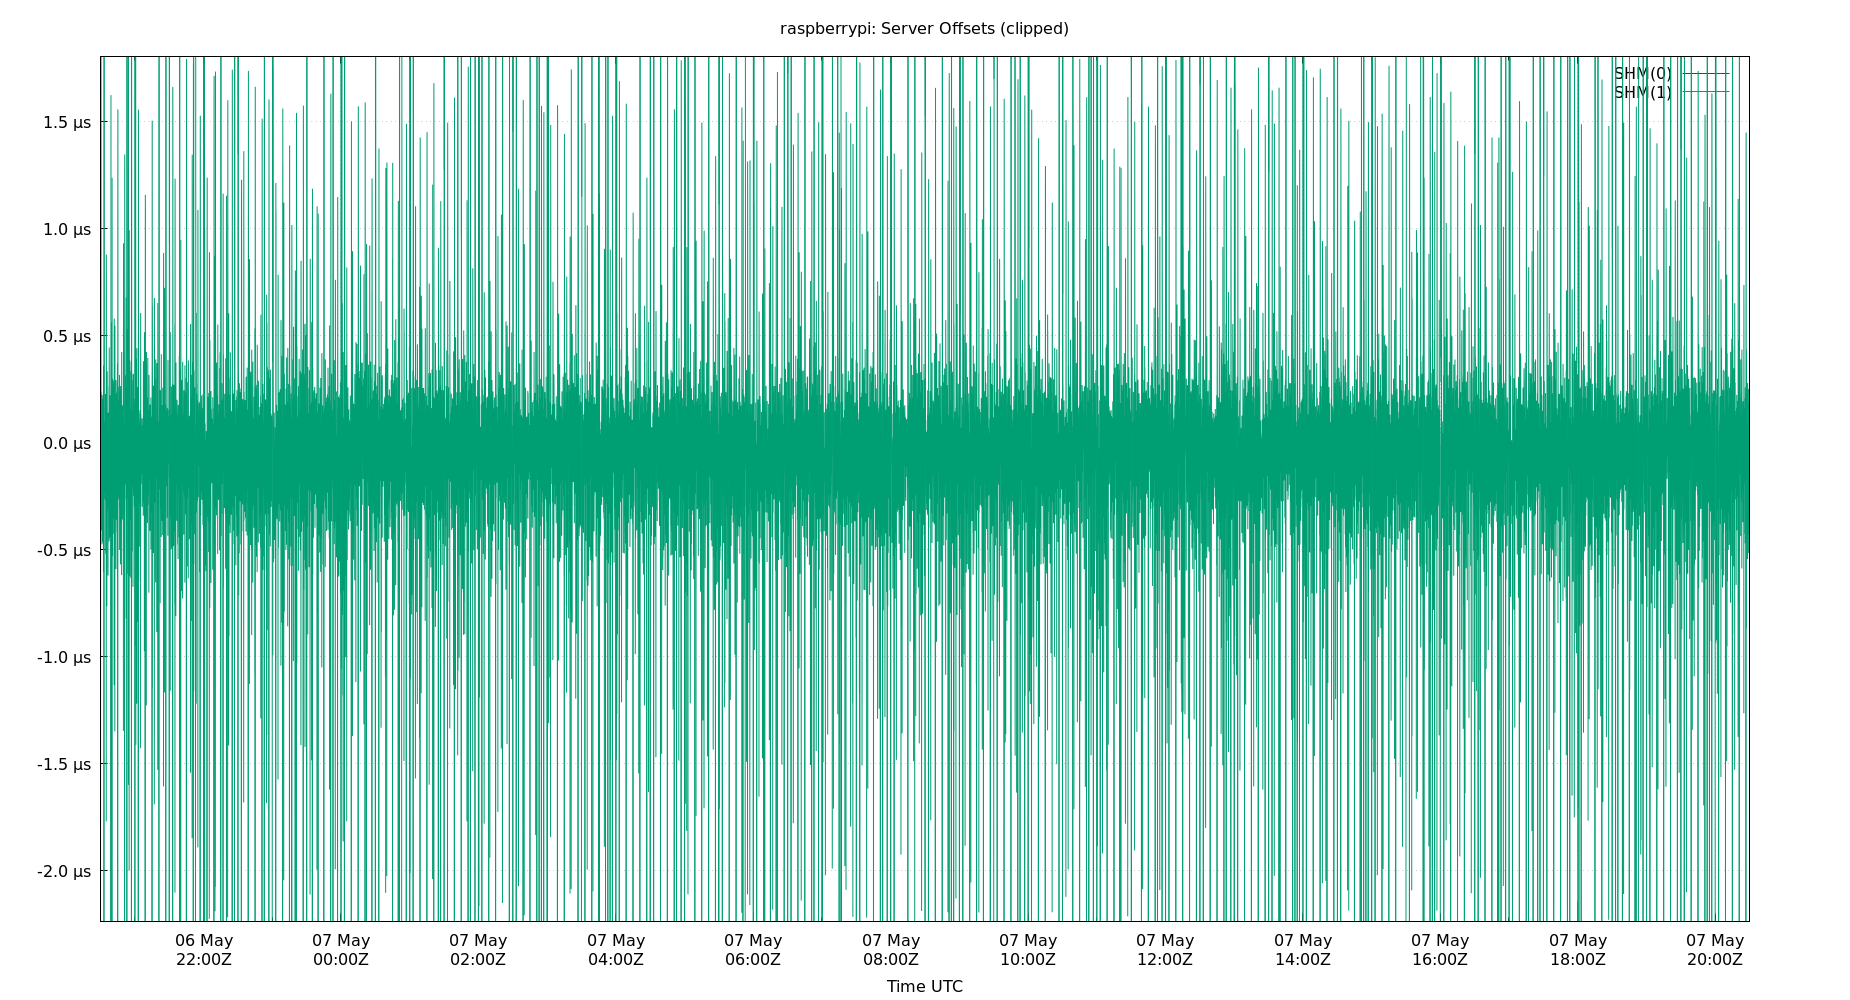 raspberrypi: Server Offsets (clipped)
SHM(0)
SHM(1)
1.5 µs
1.0 µs
0.5 µs
0.0 µs
-0.5 µs
-1.0 µs
-1.5 µs
-2.0 µs
06 May 07 May 07 May 07 May 07 May 07 May 07 May 07 May 07 May 07 May 07 May 07 May
22:00Z 00:00Z 02:00Z 04:00Z 06:00Z 08:00Z 10:00Z 12:00Z 14:00Z 16:00Z 18:00Z 20:00Z
Time UTC